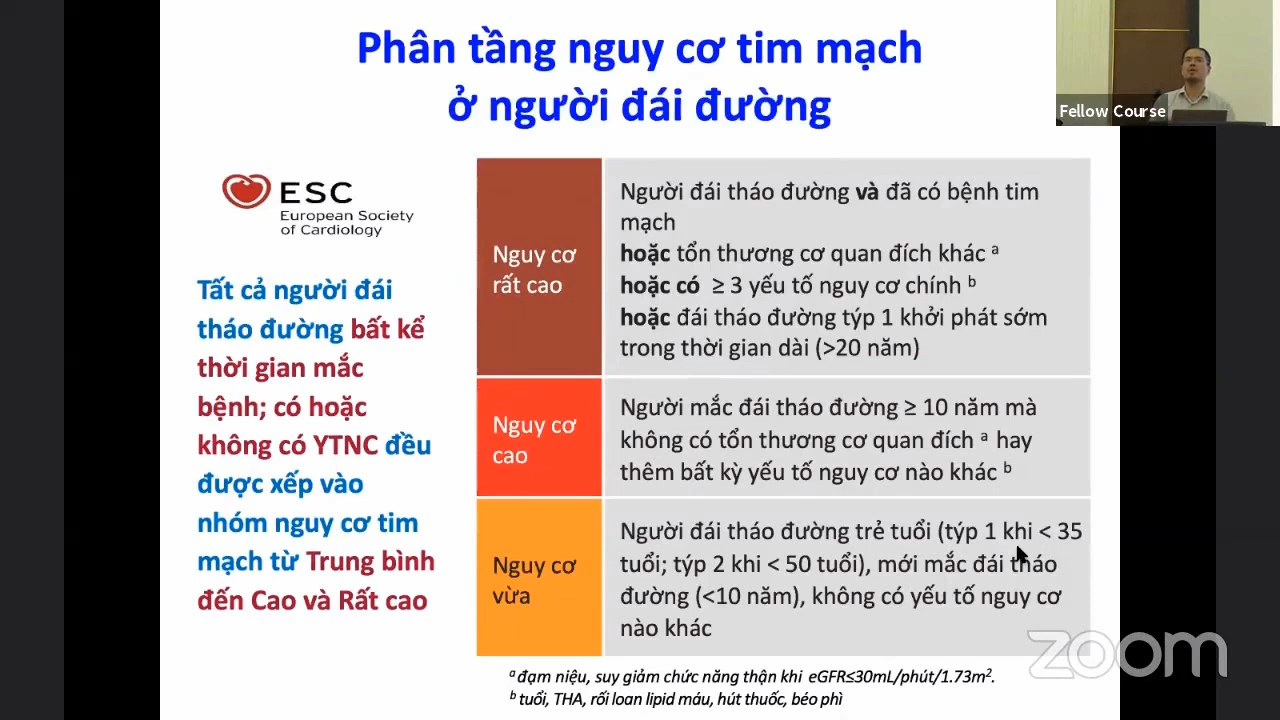 Phân tầng nguy cơ tim mạch
ở người đái đường
Fellow Course
ESC
European Society
of Cardiology
Tất cả người đái
tháo đường bất kể
thời gian mắc
bệnh; có hoặc
không có YTNC đều
được xếp vào
nhóm nguy cơ tim
mạch từ Trung bình
đến Cao và Rất cao
Nguy cơ
rất cao
Người đái tháo đường và đã có bệnh tim
mạch
hoặc tổn thương cơ quan đích khác ᵃ
hoặc có ≥ 3 yếu tố nguy cơ chính ᵇ
hoặc đái tháo đường týp 1 khởi phát sớm
trong thời gian dài (>20 năm)
Nguy cơ
cao
Người mắc đái tháo đường ≥ 10 năm mà
không có tổn thương cơ quan đích ᵃ hay
thêm bất kỳ yếu tố nguy cơ nào khác ᵇ
Nguy cơ
vừa
Người đái tháo đường trẻ tuổi (týp 1 khi < 35
tuổi; týp 2 khi < 50 tuổi), mới mắc đái tháo
đường (<10 năm), không có yếu tố nguy cơ
nào khác
ᵃ đạm niệu, suy giảm chức năng thận khi eGFR≤30mL/phút/1.73m².
ᵇ tuổi, THA, rối loan lipid máu, hút thuốc, béo phì
zoom